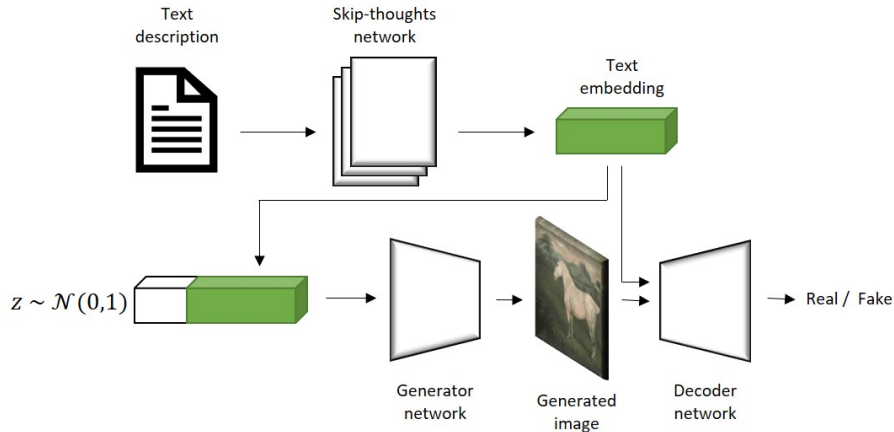 Text
description
Skip-thoughts
network
Text
embedding
z ~ 𝒩(0,1)
Real / Fake
Generator
network
Generated
image
Decoder
network